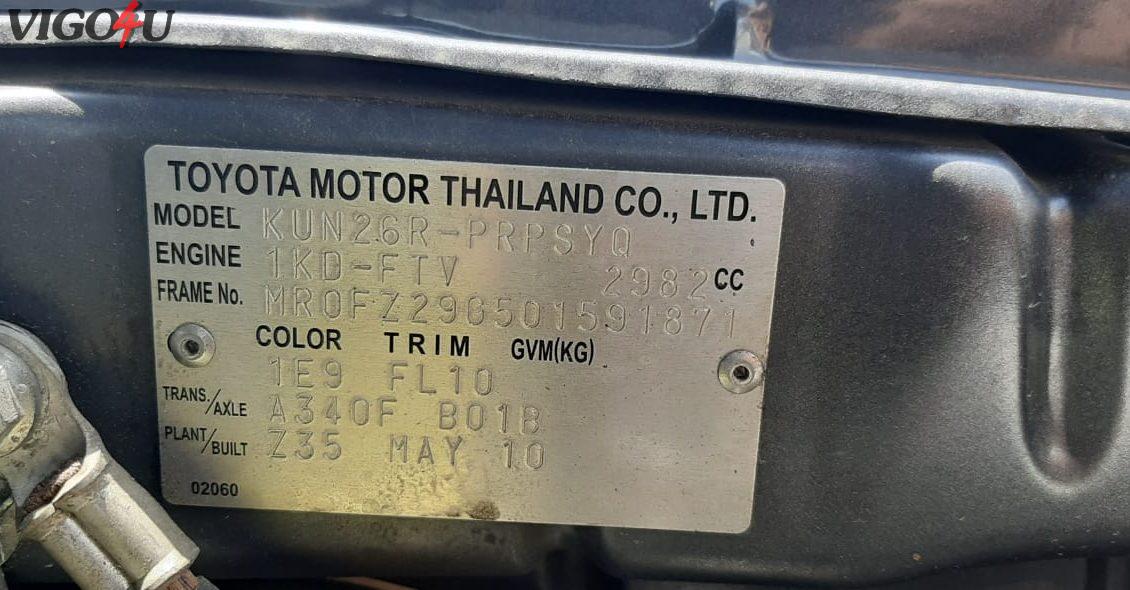 VIGO4U
TOYOTA MOTOR THAILAND CO., LTD.
MODEL KUN26R-PRPSYQ
ENGINE 1KD-FTV 2982 CC
FRAME No. MR0FZ29G501591871
COLOR TRIM GVM(KG)
1E9 FL10
TRANS./AXLE A340F B01B
PLANT/BUILT Z35 MAY 10
02060